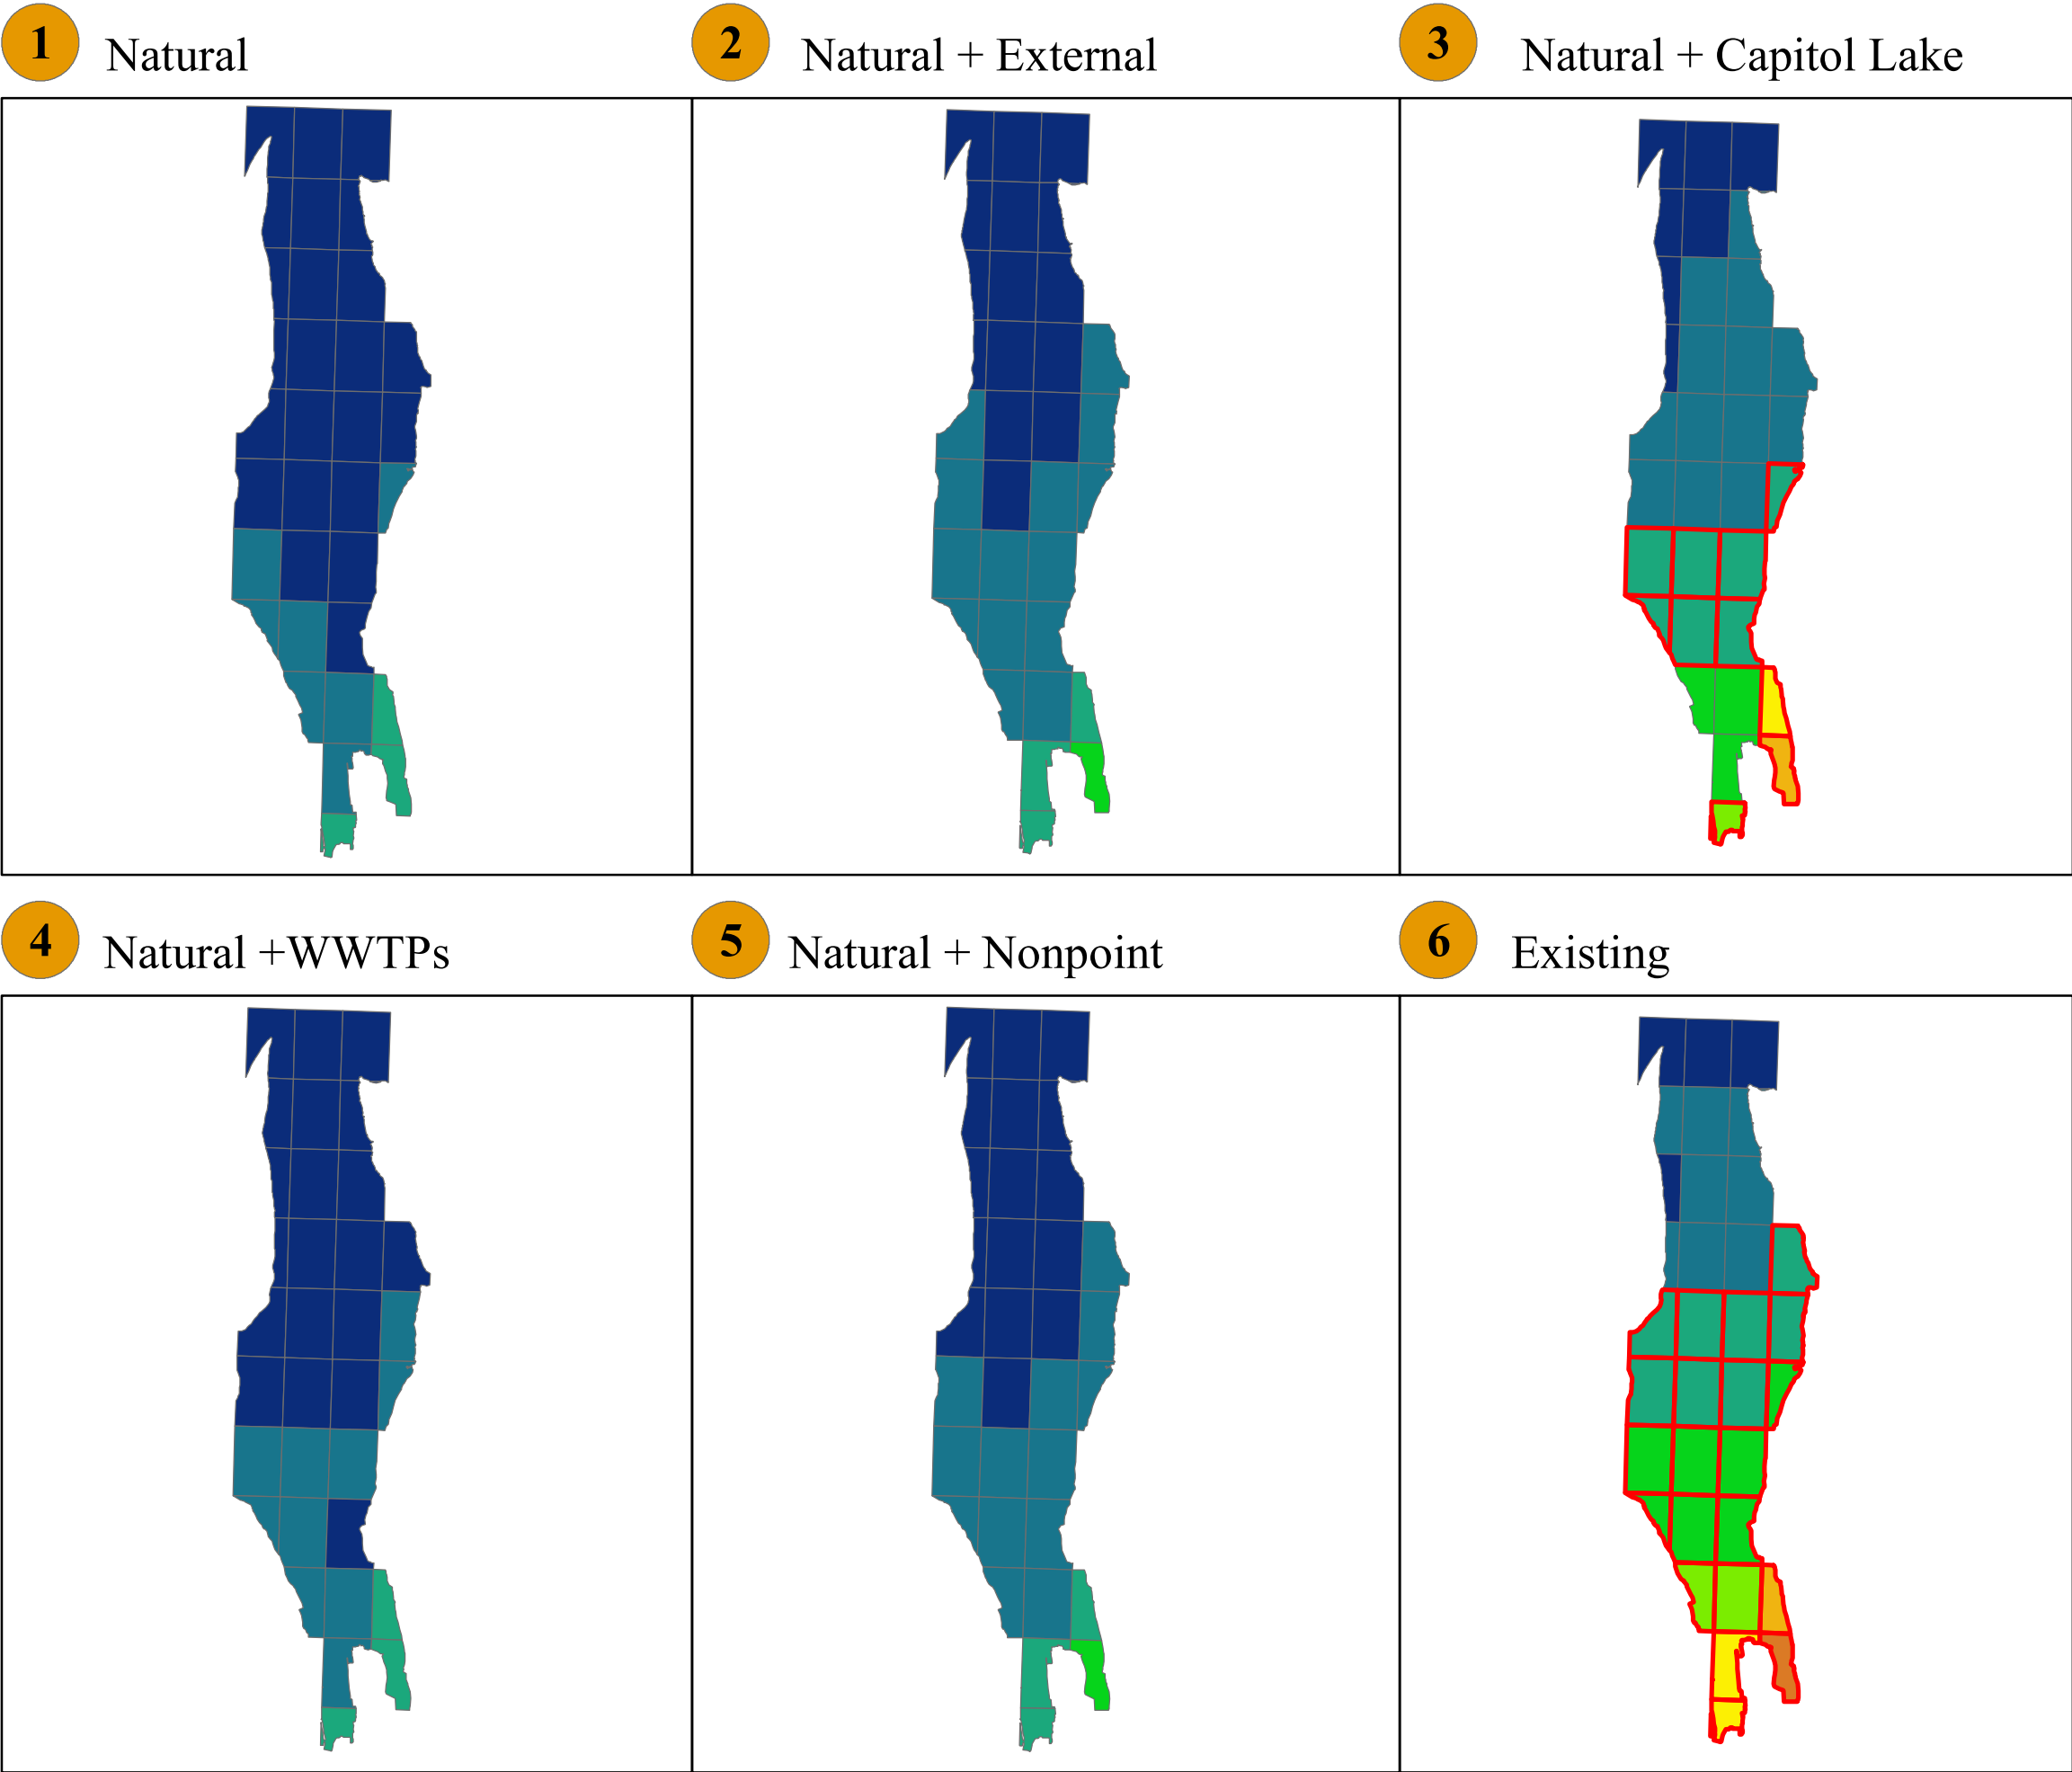 1 Natural
2 Natural + External
3 Natural + Capitol Lake
4 Natural +WWTPs
5 Natural + Nonpoint
6 Existing